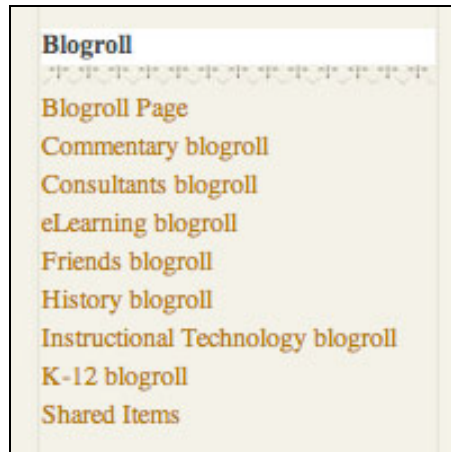 Blogroll
Blogroll Page
Commentary blogroll
Consultants blogroll
eLearning blogroll
Friends blogroll
History blogroll
Instructional Technology blogroll
K-12 blogroll
Shared Items